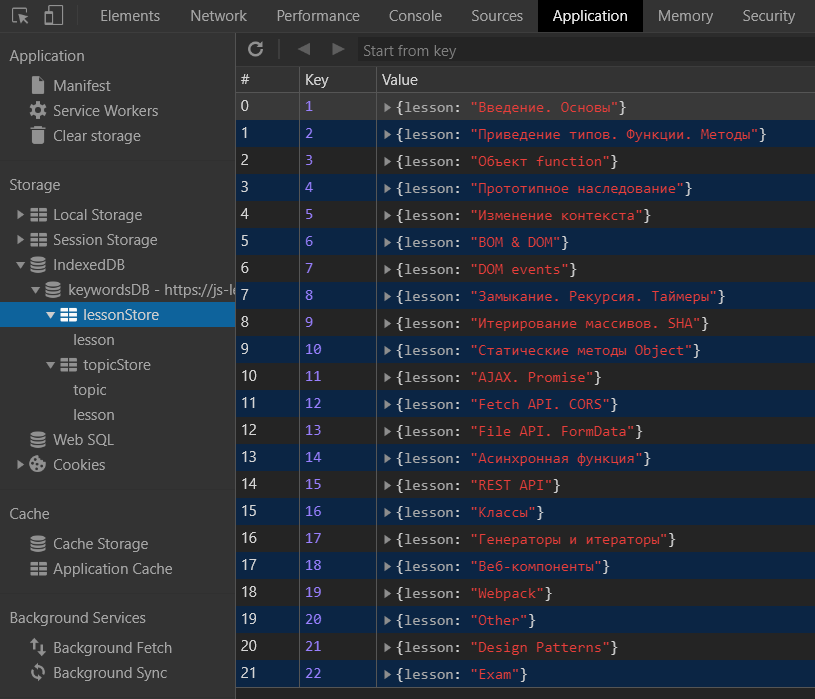 Elements Network Performance Console Sources Application Memory Security
Application
Manifest
Service Workers
Clear storage
Storage
Local Storage
Session Storage
IndexedDB
keywordsDB - https://js-le
lessonStore
lesson
topicStore
topic
lesson
Web SQL
Cookies
Cache
Cache Storage
Application Cache
Background Services
Background Fetch
Background Sync
Start from key
# Key Value
0 1 {lesson: "Введение. Основы"}
1 2 {lesson: "Приведение типов. Функции. Методы"}
2 3 {lesson: "Объект function"}
3 4 {lesson: "Прототипное наследование"}
4 5 {lesson: "Изменение контекста"}
5 6 {lesson: "BOM & DOM"}
6 7 {lesson: "DOM events"}
7 8 {lesson: "Замыкание. Рекурсия. Таймеры"}
8 9 {lesson: "Итерирование массивов. SHA"}
9 10 {lesson: "Статические методы Object"}
10 11 {lesson: "AJAX. Promise"}
11 12 {lesson: "Fetch API. CORS"}
12 13 {lesson: "File API. FormData"}
13 14 {lesson: "Асинхронная функция"}
14 15 {lesson: "REST API"}
15 16 {lesson: "Классы"}
16 17 {lesson: "Генераторы и итераторы"}
17 18 {lesson: "Веб-компоненты"}
18 19 {lesson: "Webpack"}
19 20 {lesson: "Other"}
20 21 {lesson: "Design Patterns"}
21 22 {lesson: "Exam"}